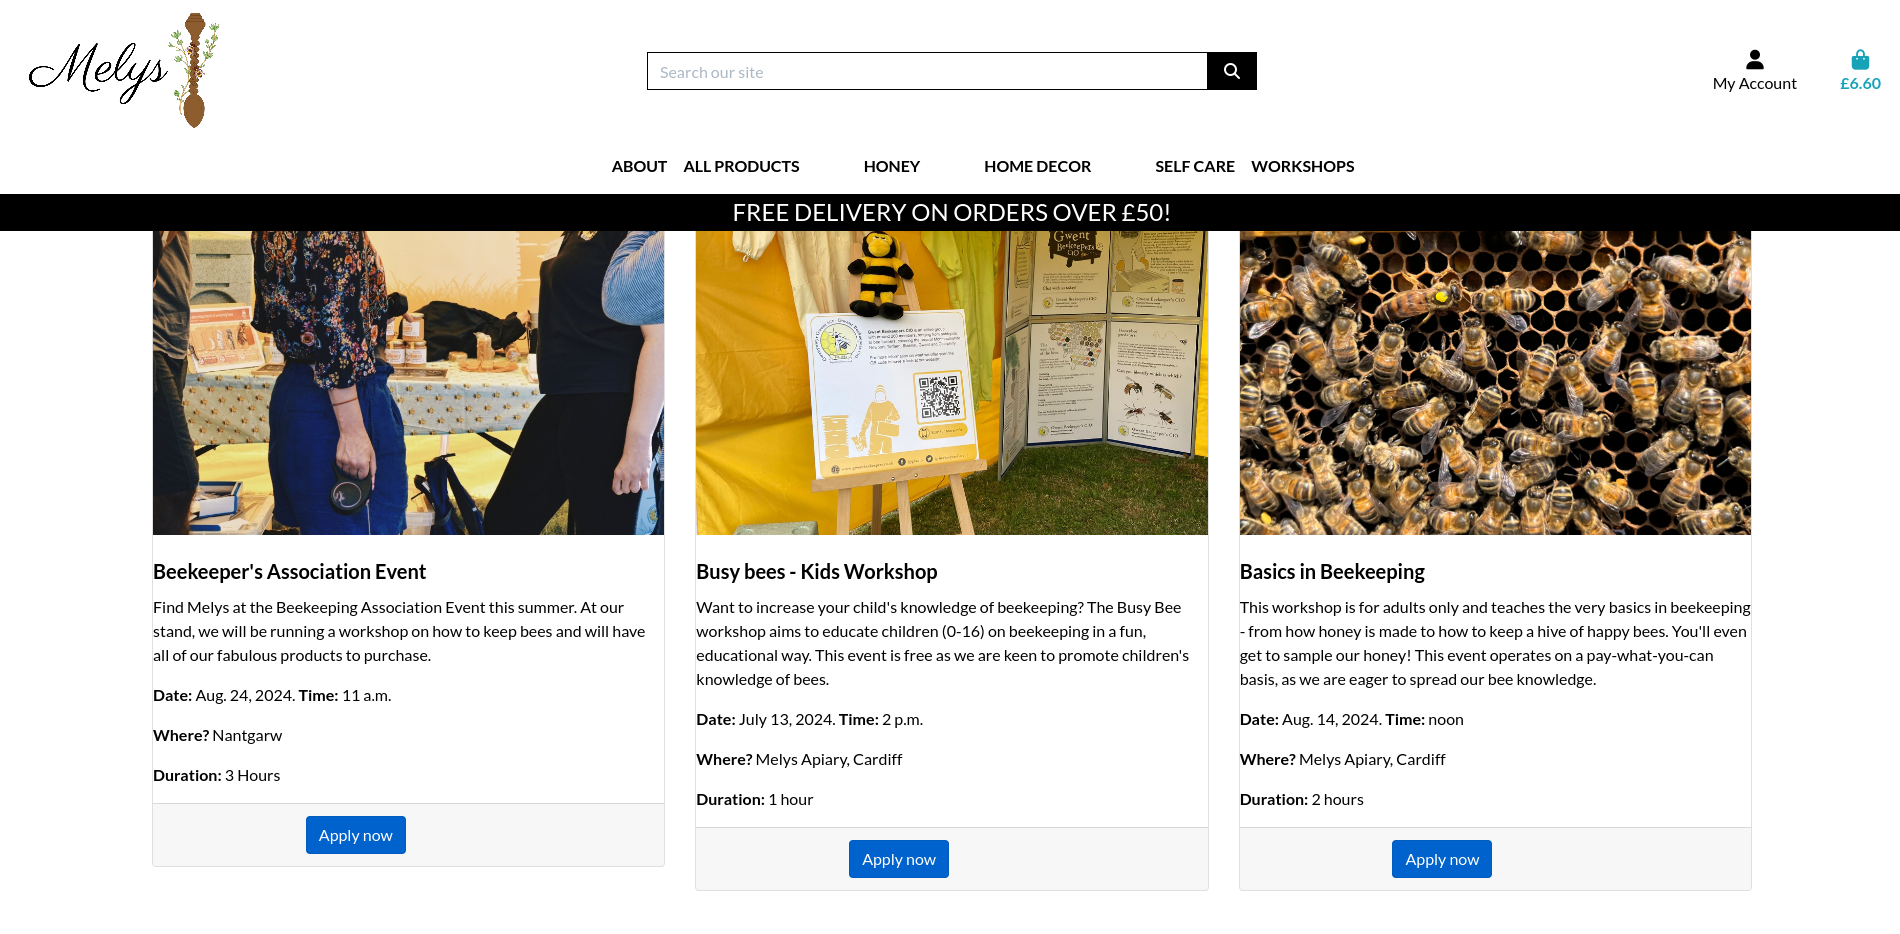 Melys
Search our site
My Account
£6.60
ABOUT ALL PRODUCTS HONEY HOME DECOR SELF CARE WORKSHOPS
FREE DELIVERY ON ORDERS OVER £50!
Gwent
Beekeepers
CIO
Beekeeper's Association Event
Find Melys at the Beekeeping Association Event this summer. At our
stand, we will be running a workshop on how to keep bees and will have
all of our fabulous products to purchase.
Date: Aug. 24, 2024. Time: 11 a.m.
Where? Nantgarw
Duration: 3 Hours
Apply now
Busy bees - Kids Workshop
Want to increase your child's knowledge of beekeeping? The Busy Bee
workshop aims to educate children (0-16) on beekeeping in a fun,
educational way. This event is free as we are keen to promote children's
knowledge of bees.
Date: July 13, 2024. Time: 2 p.m.
Where? Melys Apiary, Cardiff
Duration: 1 hour
Apply now
Basics in Beekeeping
This workshop is for adults only and teaches the very basics in beekeeping
- from how honey is made to how to keep a hive of happy bees. You'll even
get to sample our honey! This event operates on a pay-what-you-can
basis, as we are eager to spread our bee knowledge.
Date: Aug. 14, 2024. Time: noon
Where? Melys Apiary, Cardiff
Duration: 2 hours
Apply now